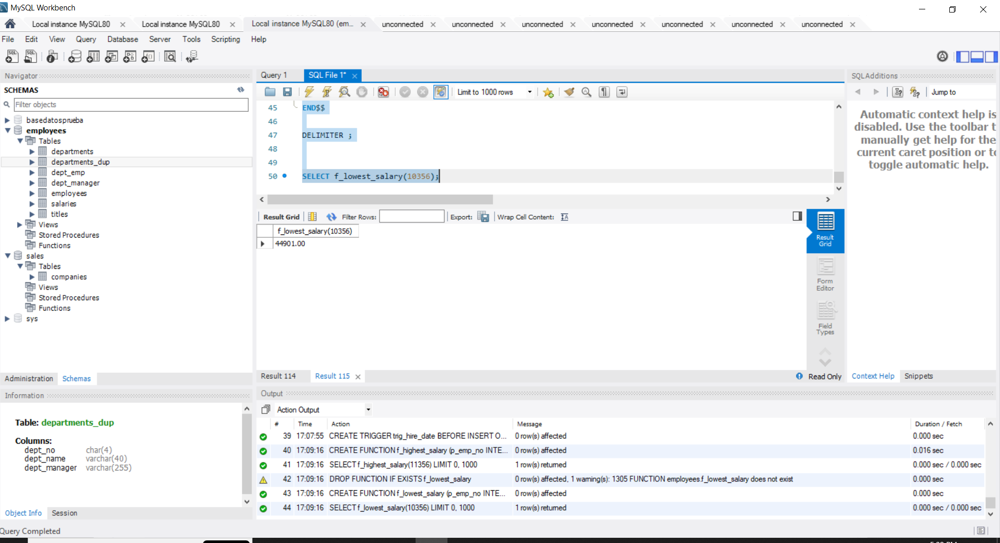 MySQL Workbench
Local instance MySQL80 Local instance MySQL80 Local instance MySQL80 (em... unconnected unconnected unconnected unconnected unconnected unconnected unconnected
File Edit View Query Database Server Tools Scripting Help
Navigator
SCHEMAS
Filter objects
basedatosprueba
employees
Tables
departments
departments_dup
dept_emp
dept_manager
employees
salaries
titles
Views
Stored Procedures
Functions
sales
Tables
companies
Views
Stored Procedures
Functions
sys
Administration Schemas
Information
Table: departments_dup
Columns:
dept_no char(4)
dept_name varchar(40)
dept_manager varchar(255)
Object Info Session
Query Completed
Query 1 SQL File 1*
Limit to 1000 rows
45 END$$
46
47 DELIMITER ;
48
49
50 SELECT f_lowest_salary(10356);
Result Grid Filter Rows: Export: Wrap Cell Content:
f_lowest_salary(10356)
44901.00
Result Grid
Form Editor
Field Types
Result 114 Result 115 Read Only
Output
Action Output
# Time Action Message Duration / Fetch
39 17:07:55 CREATE TRIGGER trig_hire_date BEFORE INSERT O... 0 row(s) affected 0.000 sec
40 17:09:16 CREATE FUNCTION f_highest_salary (p_emp_no INTE... 0 row(s) affected 0.016 sec
41 17:09:16 SELECT f_highest_salary(11356) LIMIT 0, 1000 1 row(s) returned 0.000 sec / 0.000 sec
42 17:09:16 DROP FUNCTION IF EXISTS f_lowest_salary 0 row(s) affected, 1 warning(s): 1305 FUNCTION employees.f_lowest_salary does not exist 0.000 sec
43 17:09:16 CREATE FUNCTION f_lowest_salary (p_emp_no INTE... 0 row(s) affected 0.000 sec
44 17:09:16 SELECT f_lowest_salary(10356) LIMIT 0, 1000 1 row(s) returned 0.000 sec / 0.000 sec
SQLAdditions
Jump to
Automatic context help is
disabled. Use the toolbar t
manually get help for the
current caret position or to
toggle automatic help.
Context Help Snippets